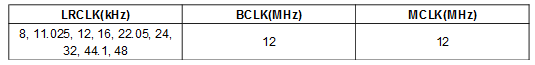 LRCLK(kHz) BCLK(MHz) MCLK(MHz)
8, 11.025, 12, 16, 22.05, 24,
32, 44.1, 48 12 12